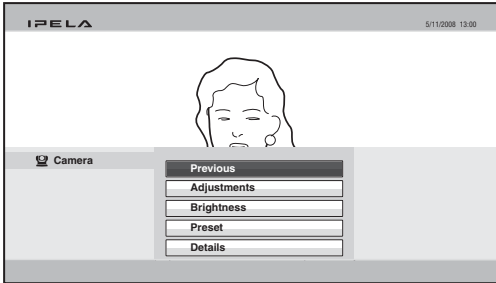 IPELA
5/11/2008 13:00
Camera
Previous
Adjustments
Brightness
Preset
Details